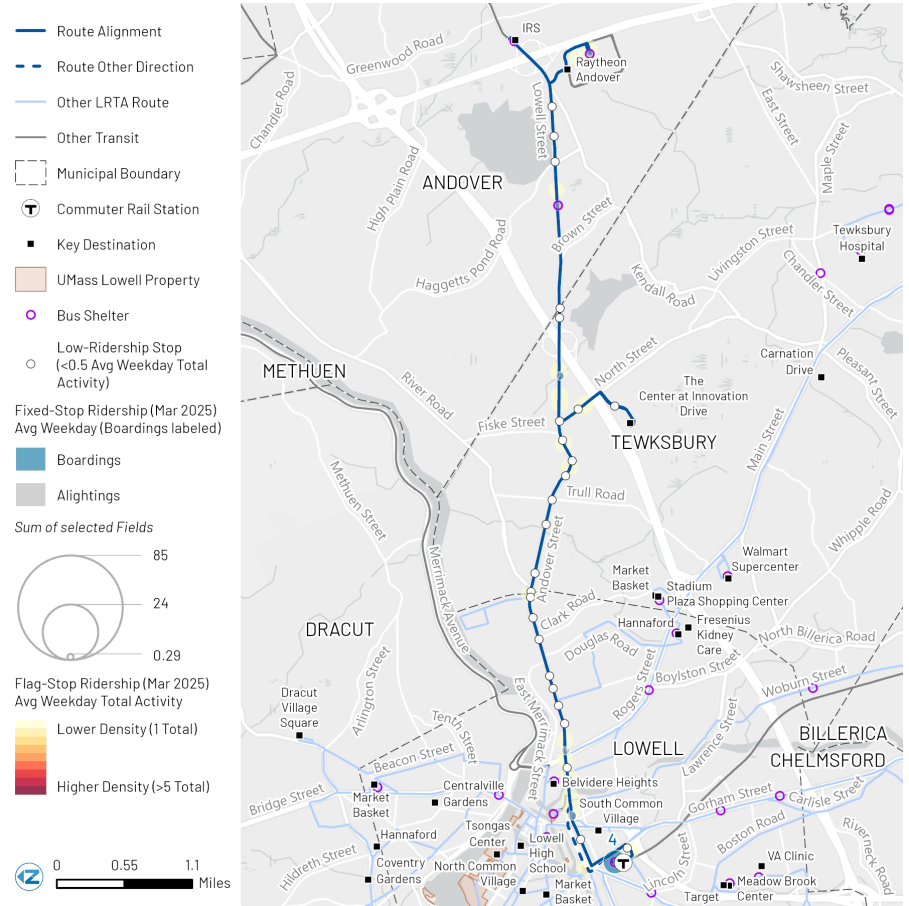 Route Alignment
Route Other Direction
Other LRTA Route
Other Transit
Municipal Boundary
T
Commuter Rail Station
Key Destination
UMass Lowell Property
Bus Shelter
Low-Ridership Stop
(<0.5 Avg Weekday Total
Activity)
Fixed-Stop Ridership (Mar 2025)
Avg Weekday (Boardings labeled)
Boardings
Alightings
Sum of selected Fields
85
24
0.29
Flag-Stop Ridership (Mar 2025)
Avg Weekday Total Activity
Lower Density (1 Total)
Higher Density (>5 Total)
Z
0
0.55
1.1
Miles
IRS
Greenwood Road
Raytheon
Andover
Chandler Road
Lowell Street
Shawsheen Street
East Street
Maple Street
High Plain Road
ANDOVER
Brown Street
Haggetts Pond Road
Livingston Street
Tewksbury
Hospital
Chandler Street
Kendall Road
METHUEN
River Road
North Street
Carnation
Drive
Pleasant Street
The
Center at Innovation
Drive
Fiske Street
TEWKSBURY
Main Street
Methuen Street
Trull Road
Whipple Road
Andover Street
Merrimack Avenue
Walmart
Supercenter
Market
Basket
Stadium
Plaza Shopping Center
Clark Road
Hannaford
Fresenius
Kidney
Care
North Billerica Road
DRACUT
Douglas Road
Boylston Street
Rogers Street
Woburn Street
Arlington Street
East Merrimack Street
Dracut
Village
Square
Tenth Street
LOWELL
Lawrence Street
BILLERICA
CHELMSFORD
Beacon Street
Belvidere Heights
Bridge Street
Market
Basket
Centralville
Gardens
South Common
Village
Gorham Street
Carlisle Street
Tsongas
Center
Lowell
High
School
4
T
Boston Road
Riverneck Road
Hannaford
Hildreth Street
Coventry
Gardens
North Common
Village
Market
Basket
Lincoln Street
VA Clinic
Meadow Brook
Center
Target